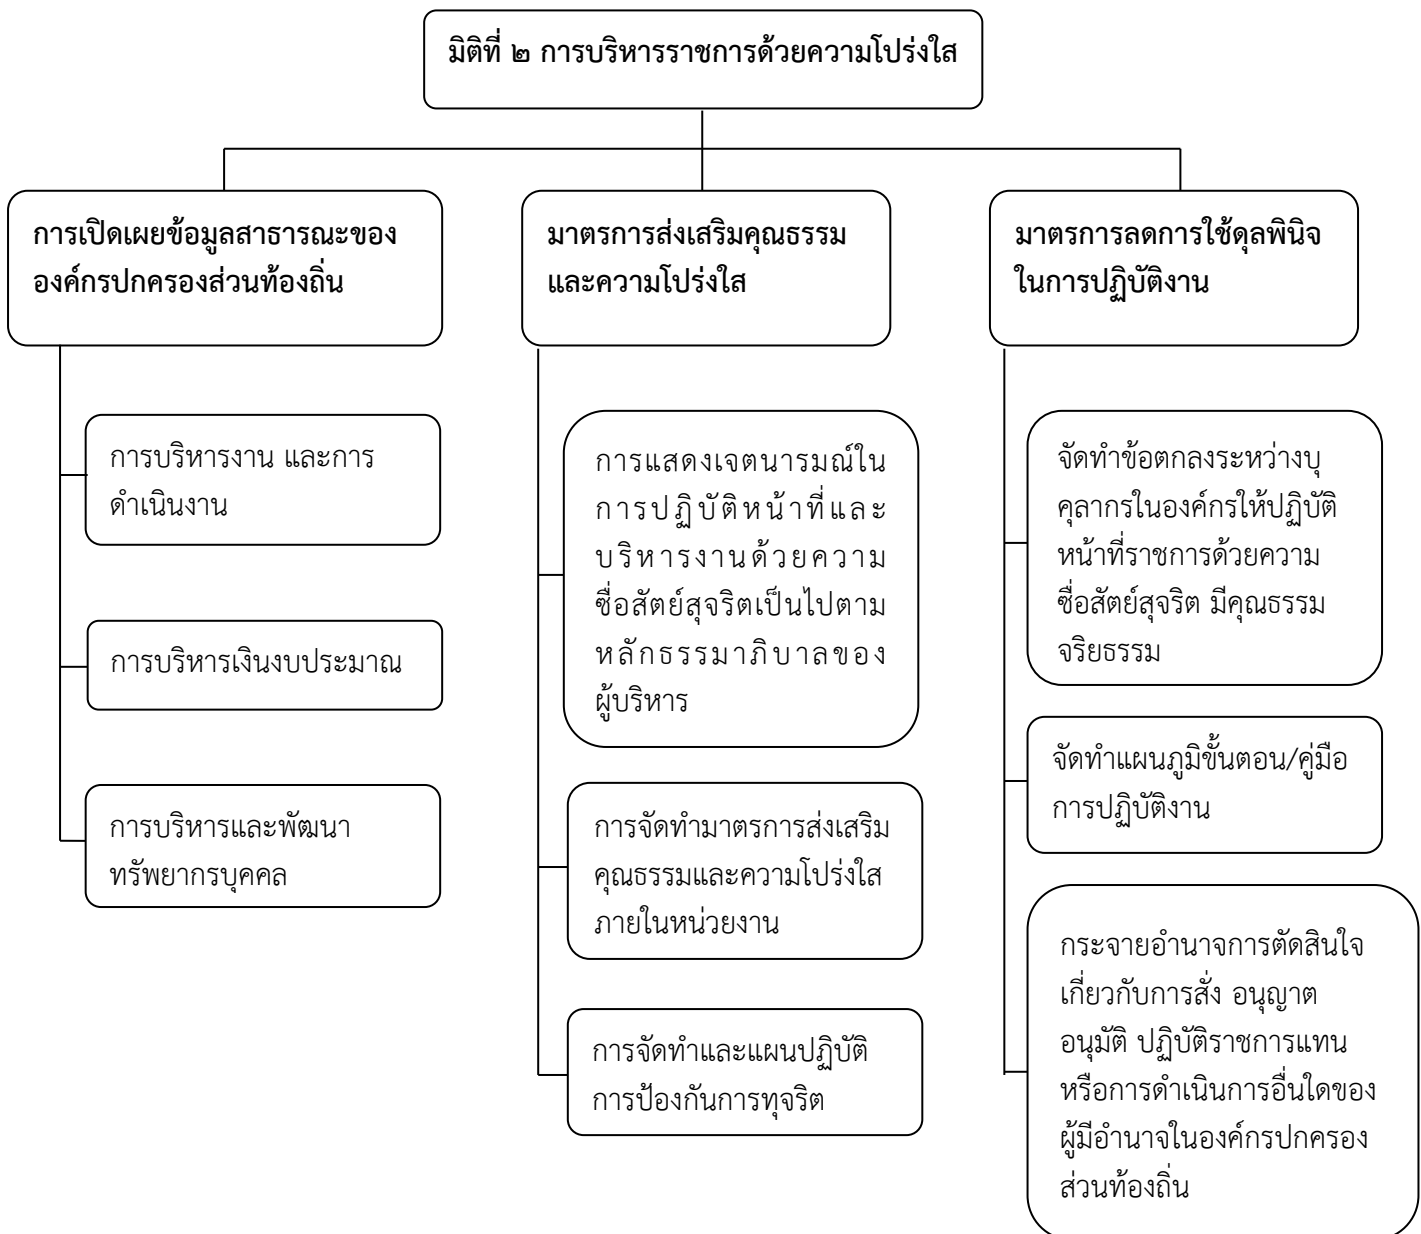 มิติที่ ๒ การบริหารราชการด้วยความโปร่งใส
การเปิดเผยข้อมูลสาธารณะของ
องค์กรปกครองส่วนท้องถิ่น
การบริหารงาน และการ
ดำเนินงาน
การบริหารเงินงบประมาณ
การบริหารและพัฒนา
ทรัพยากรบุคคล
มาตรการส่งเสริมคุณธรรม
และความโปร่งใส
การแสดงเจตนารมณ์ใน
การปฏิบัติหน้าที่และ
บริหารงานด้วยความ
ซื่อสัตย์สุจริตเป็นไปตาม
หลักธรรมาภิบาลของ
ผู้บริหาร
การจัดทำมาตรการส่งเสริม
คุณธรรมและความโปร่งใส
ภายในหน่วยงาน
การจัดทำและแผนปฏิบัติ
การป้องกันการทุจริต
มาตรการลดการใช้ดุลพินิจ
ในการปฏิบัติงาน
จัดทำข้อตกลงระหว่างบุ
คุลากรในองค์กรให้ปฏิบัติ
หน้าที่ราชการด้วยความ
ซื่อสัตย์สุจริต มีคุณธรรม
จริยธรรม
จัดทำแผนภูมิขั้นตอน/คู่มือ
การปฏิบัติงาน
กระจายอำนาจการตัดสินใจ
เกี่ยวกับการสั่ง อนุญาต
อนุมัติ ปฏิบัติราชการแทน
หรือการดำเนินการอื่นใดของ
ผู้มีอำนาจในองค์กรปกครอง
ส่วนท้องถิ่น